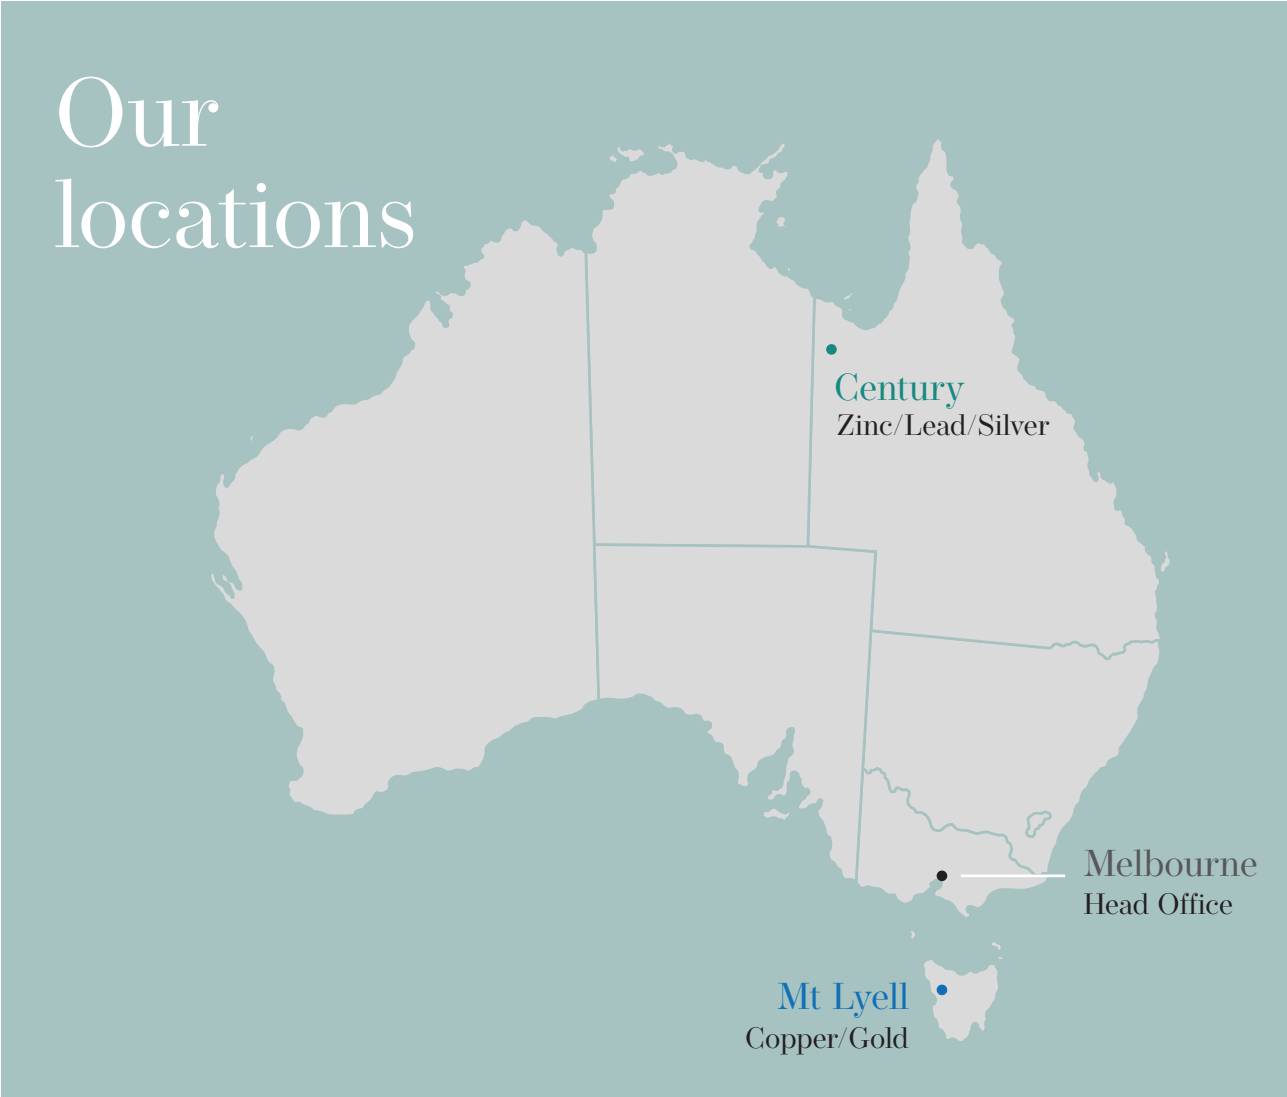 Our
locations
Century
Zinc/Lead/Silver
Melbourne
Head Office
Mt Lyell
Copper/Gold